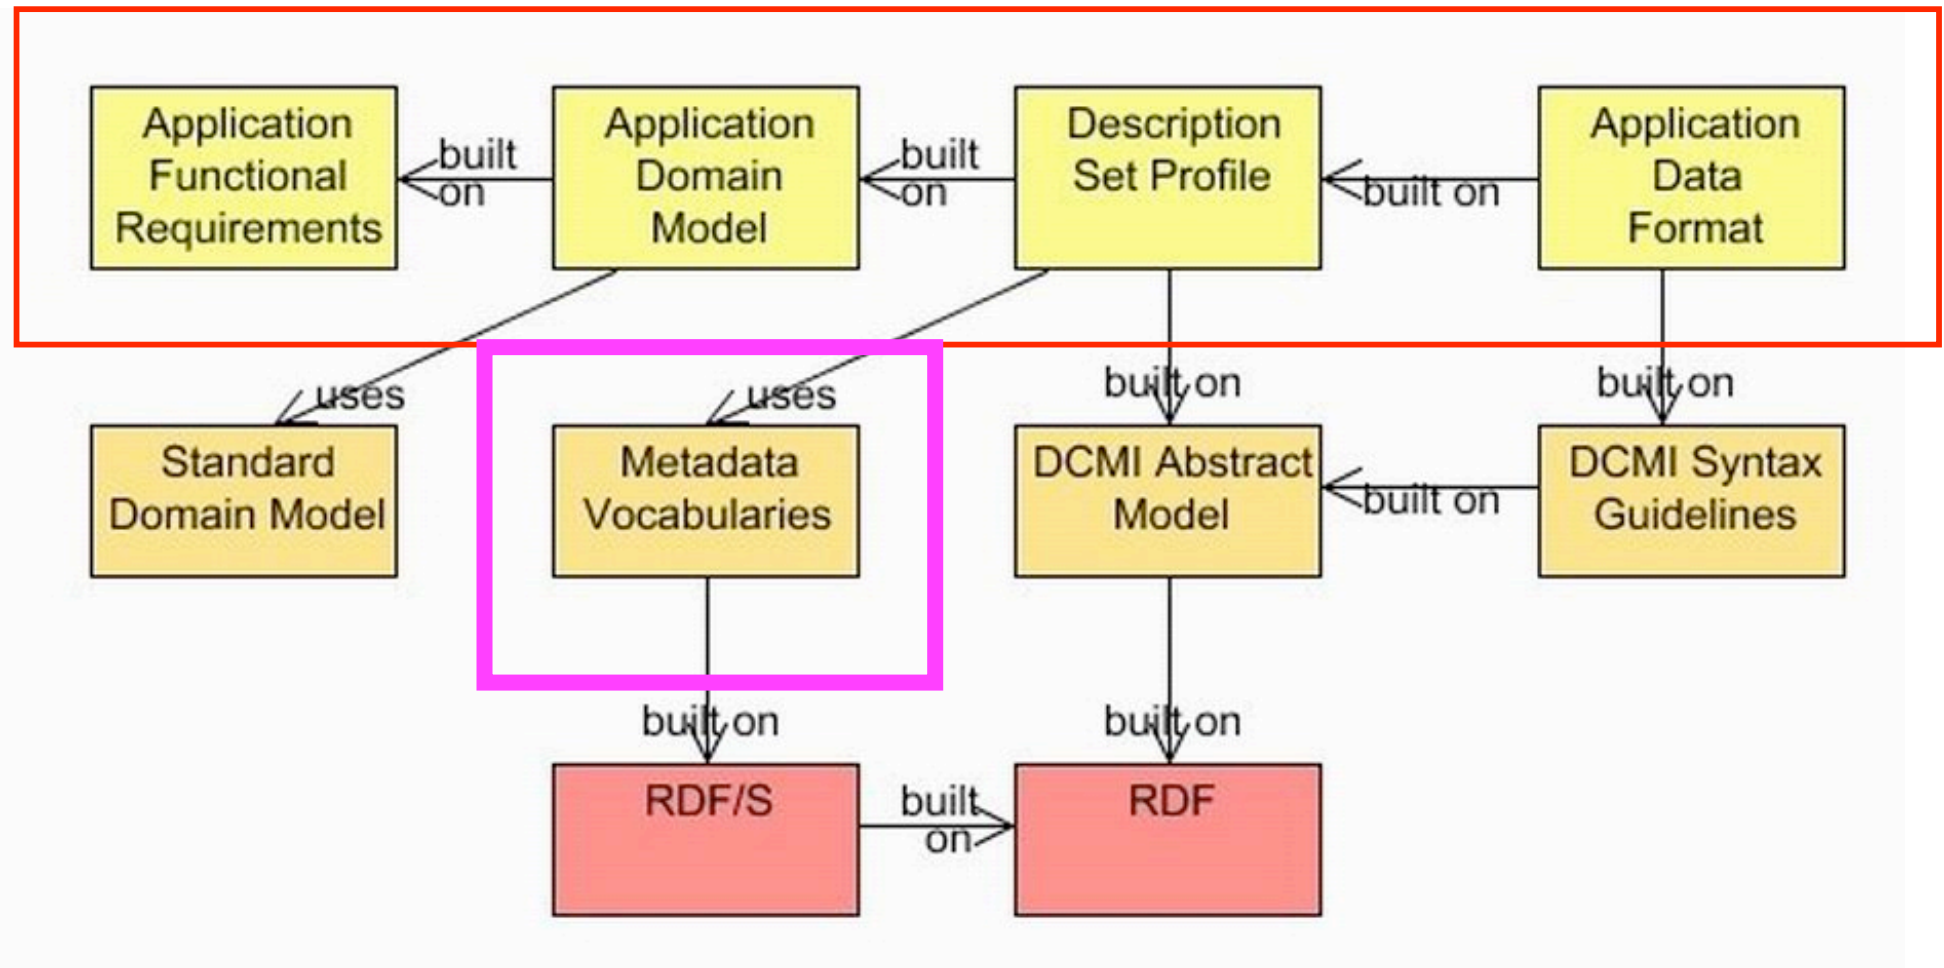 Application
Functional
Requirements
built
on
Application
Domain
Model
built
on
Description
Set Profile
built on
Application
Data
Format
uses
uses
built on
built on
Standard
Domain Model
Metadata
Vocabularies
DCMI Abstract
Model
built on
DCMI Syntax
Guidelines
built on
built on
RDF/S
built
on
RDF